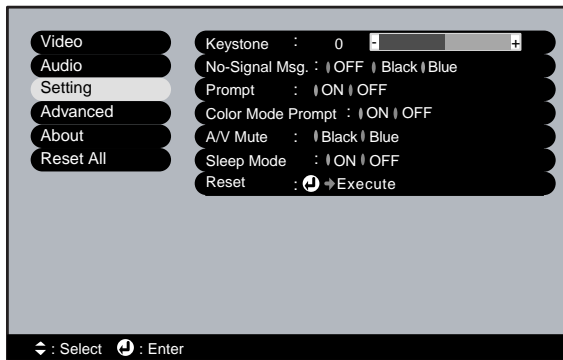 Video
Audio
Setting
Advanced
About
Reset All
Keystone : 0 - +
No-Signal Msg. : OFF Black Blue
Prompt : ON OFF
Color Mode Prompt : ON OFF
A/V Mute : Black Blue
Sleep Mode : ON OFF
Reset : Execute
: Select : Enter